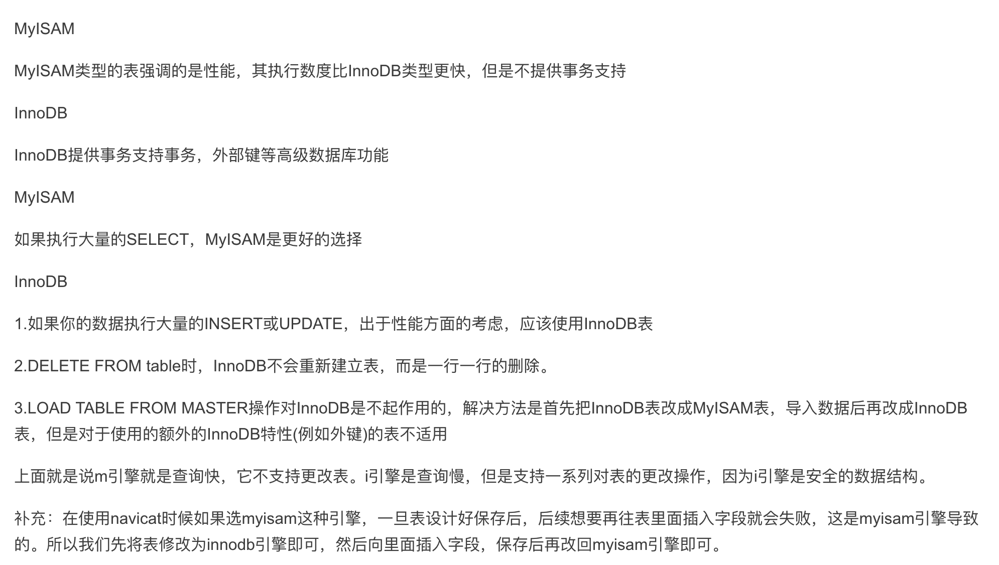 MyISAM
MyISAM类型的表强调的是性能，其执行数度比InnoDB类型更快，但是不提供事务支持
InnoDB
InnoDB提供事务支持事务，外部键等高级数据库功能
MyISAM
如果执行大量的SELECT，MyISAM是更好的选择
InnoDB
1.如果你的数据执行大量的INSERT或UPDATE，出于性能方面的考虑，应该使用InnoDB表
2.DELETE FROM table时，InnoDB不会重新建立表，而是一行一行的删除。
3.LOAD TABLE FROM MASTER操作对InnoDB是不起作用的，解决方法是首先把InnoDB表改成MyISAM表，导入数据后再改成InnoDB
表，但是对于使用的额外的InnoDB特性(例如外键)的表不适用
上面就是说m引擎就是查询快，它不支持更改表。i引擎是查询慢，但是支持一系列对表的更改操作，因为i引擎是安全的数据结构。
补充：在使用navicat时候如果选myisam这种引擎，一旦表设计好保存后，后续想要再往表里面插入字段就会失败，这是myisam引擎导致
的。所以我们先将表修改为innodb引擎即可，然后向里面插入字段，保存后再改回myisam引擎即可。